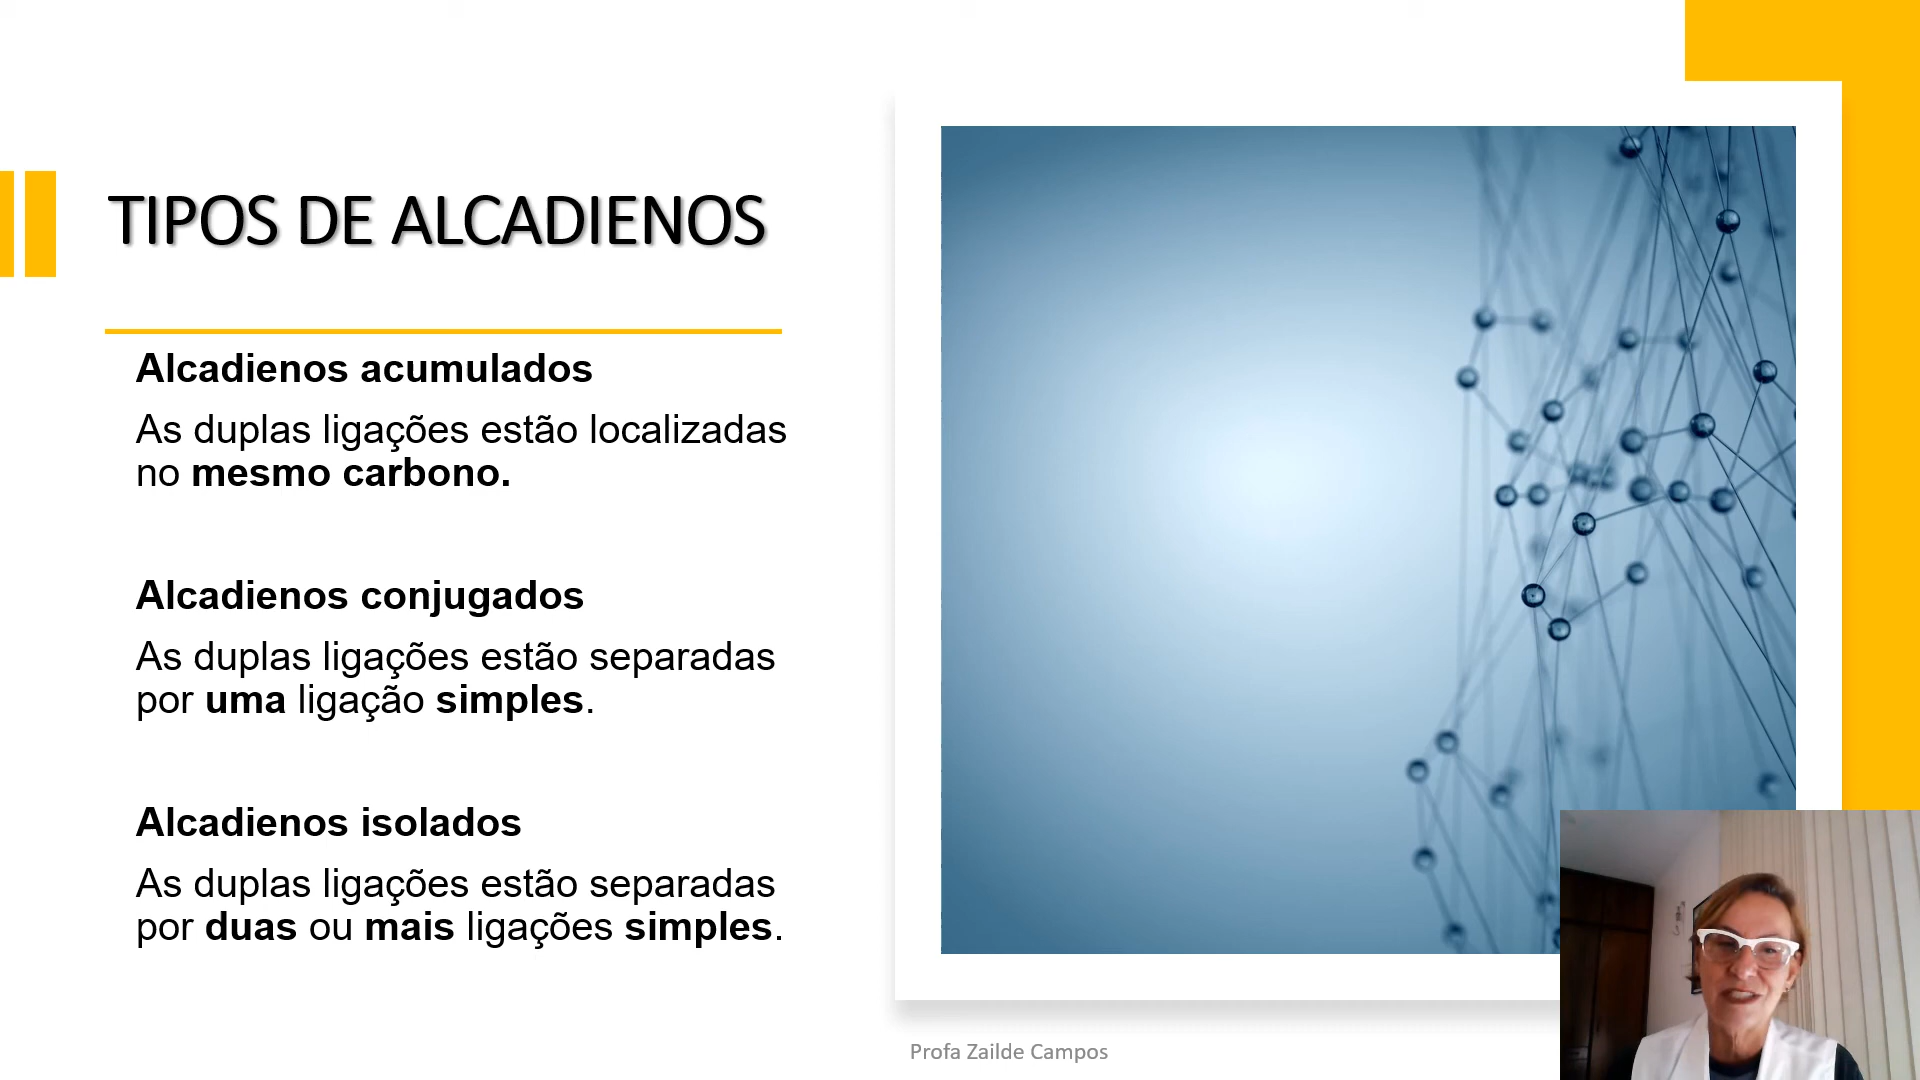 TIPOS DE ALCADIENOS
Alcadienos acumulados
As duplas ligações estão localizadas
no mesmo carbono.
Alcadienos conjugados
As duplas ligações estão separadas
por uma ligação simples.
Alcadienos isolados
As duplas ligações estão separadas
por duas ou mais ligações simples.
Profa Zailde Campos